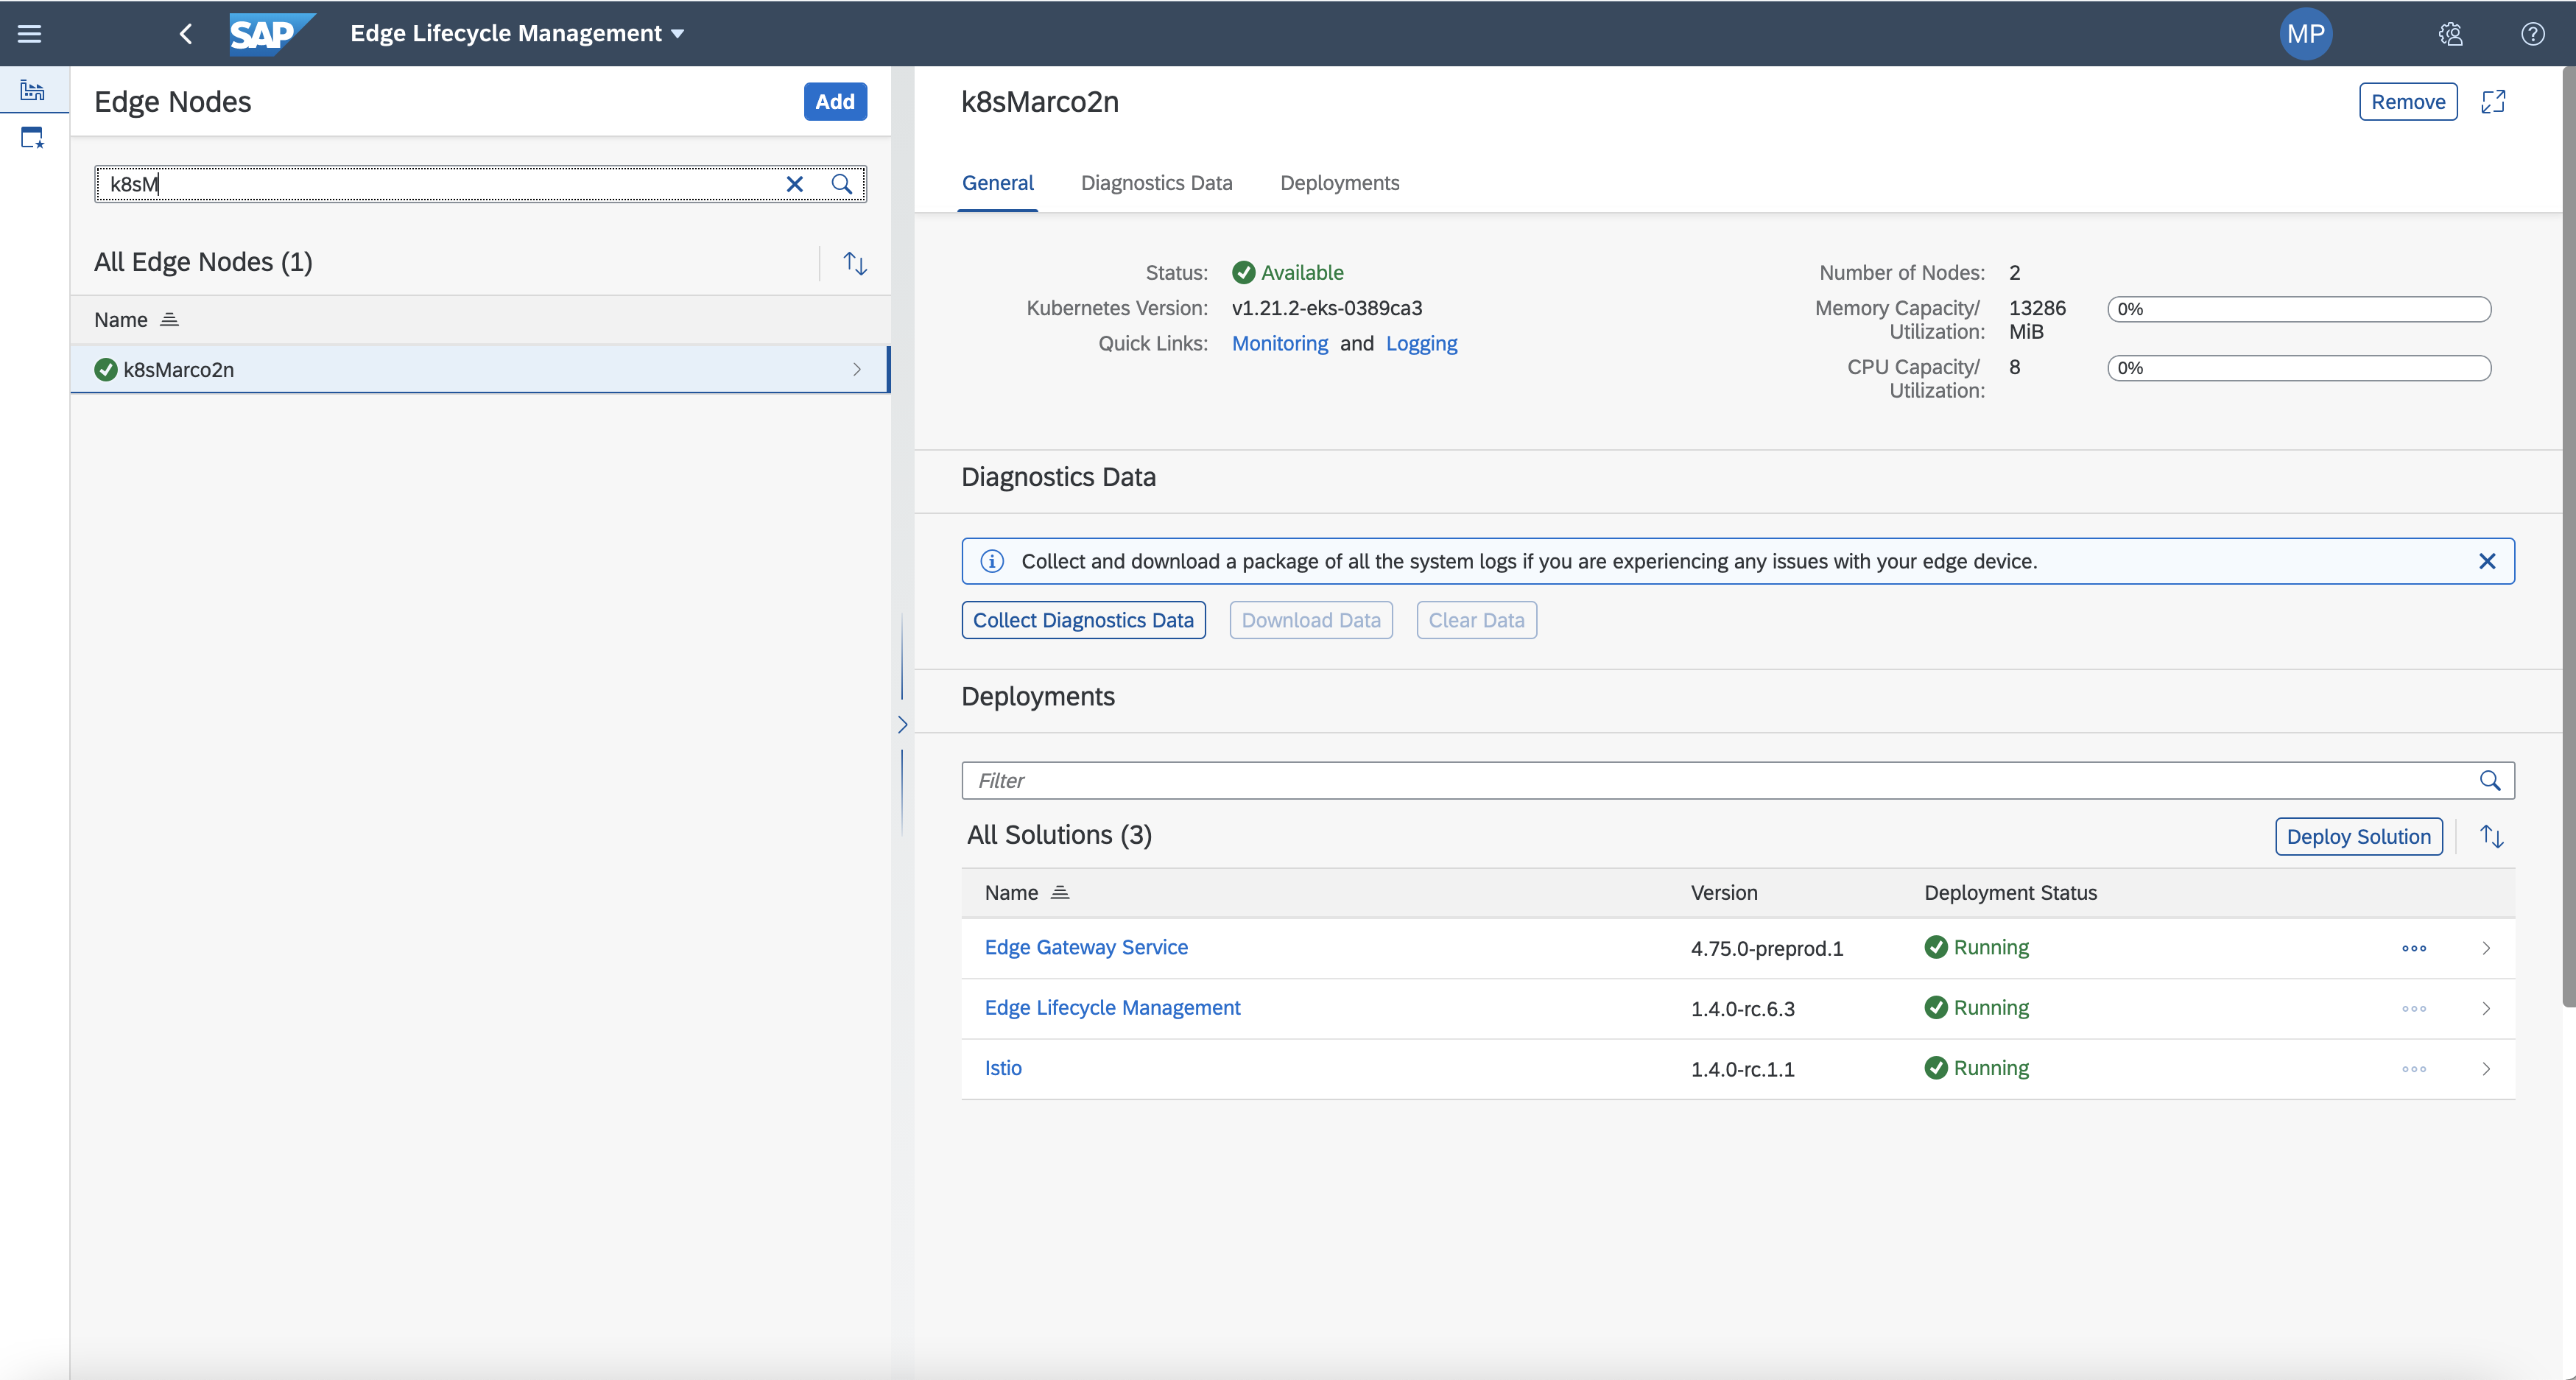 SAP
Edge Lifecycle Management
MP
Edge Nodes
Add
k8sM
All Edge Nodes (1)
Name
k8sMarco2n
k8sMarco2n
Remove
General
Diagnostics Data
Deployments
Status:
Available
Kubernetes Version:
v1.21.2-eks-0389ca3
Quick Links:
Monitoring and Logging
Number of Nodes:
2
Memory Capacity/
Utilization:
13286
MiB
0%
CPU Capacity/
Utilization:
8
0%
Diagnostics Data
Collect and download a package of all the system logs if you are experiencing any issues with your edge device.
Collect Diagnostics Data
Download Data
Clear Data
Deployments
Filter
All Solutions (3)
Deploy Solution
Name
Version
Deployment Status
Edge Gateway Service
4.75.0-preprod.1
Running
Edge Lifecycle Management
1.4.0-rc.6.3
Running
Istio
1.4.0-rc.1.1
Running